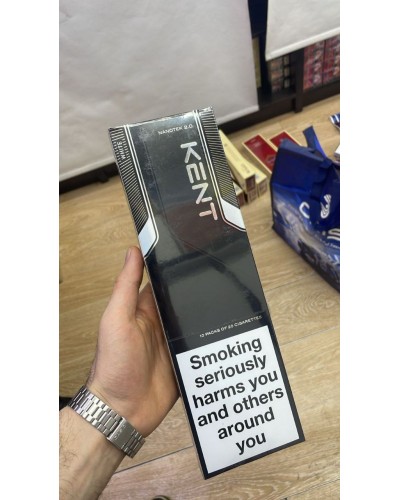 NANOTEK 2.0
KENT
10 PACKS OF 20 CIGARETTES
Smoking
seriously
harms you
and others
around
you